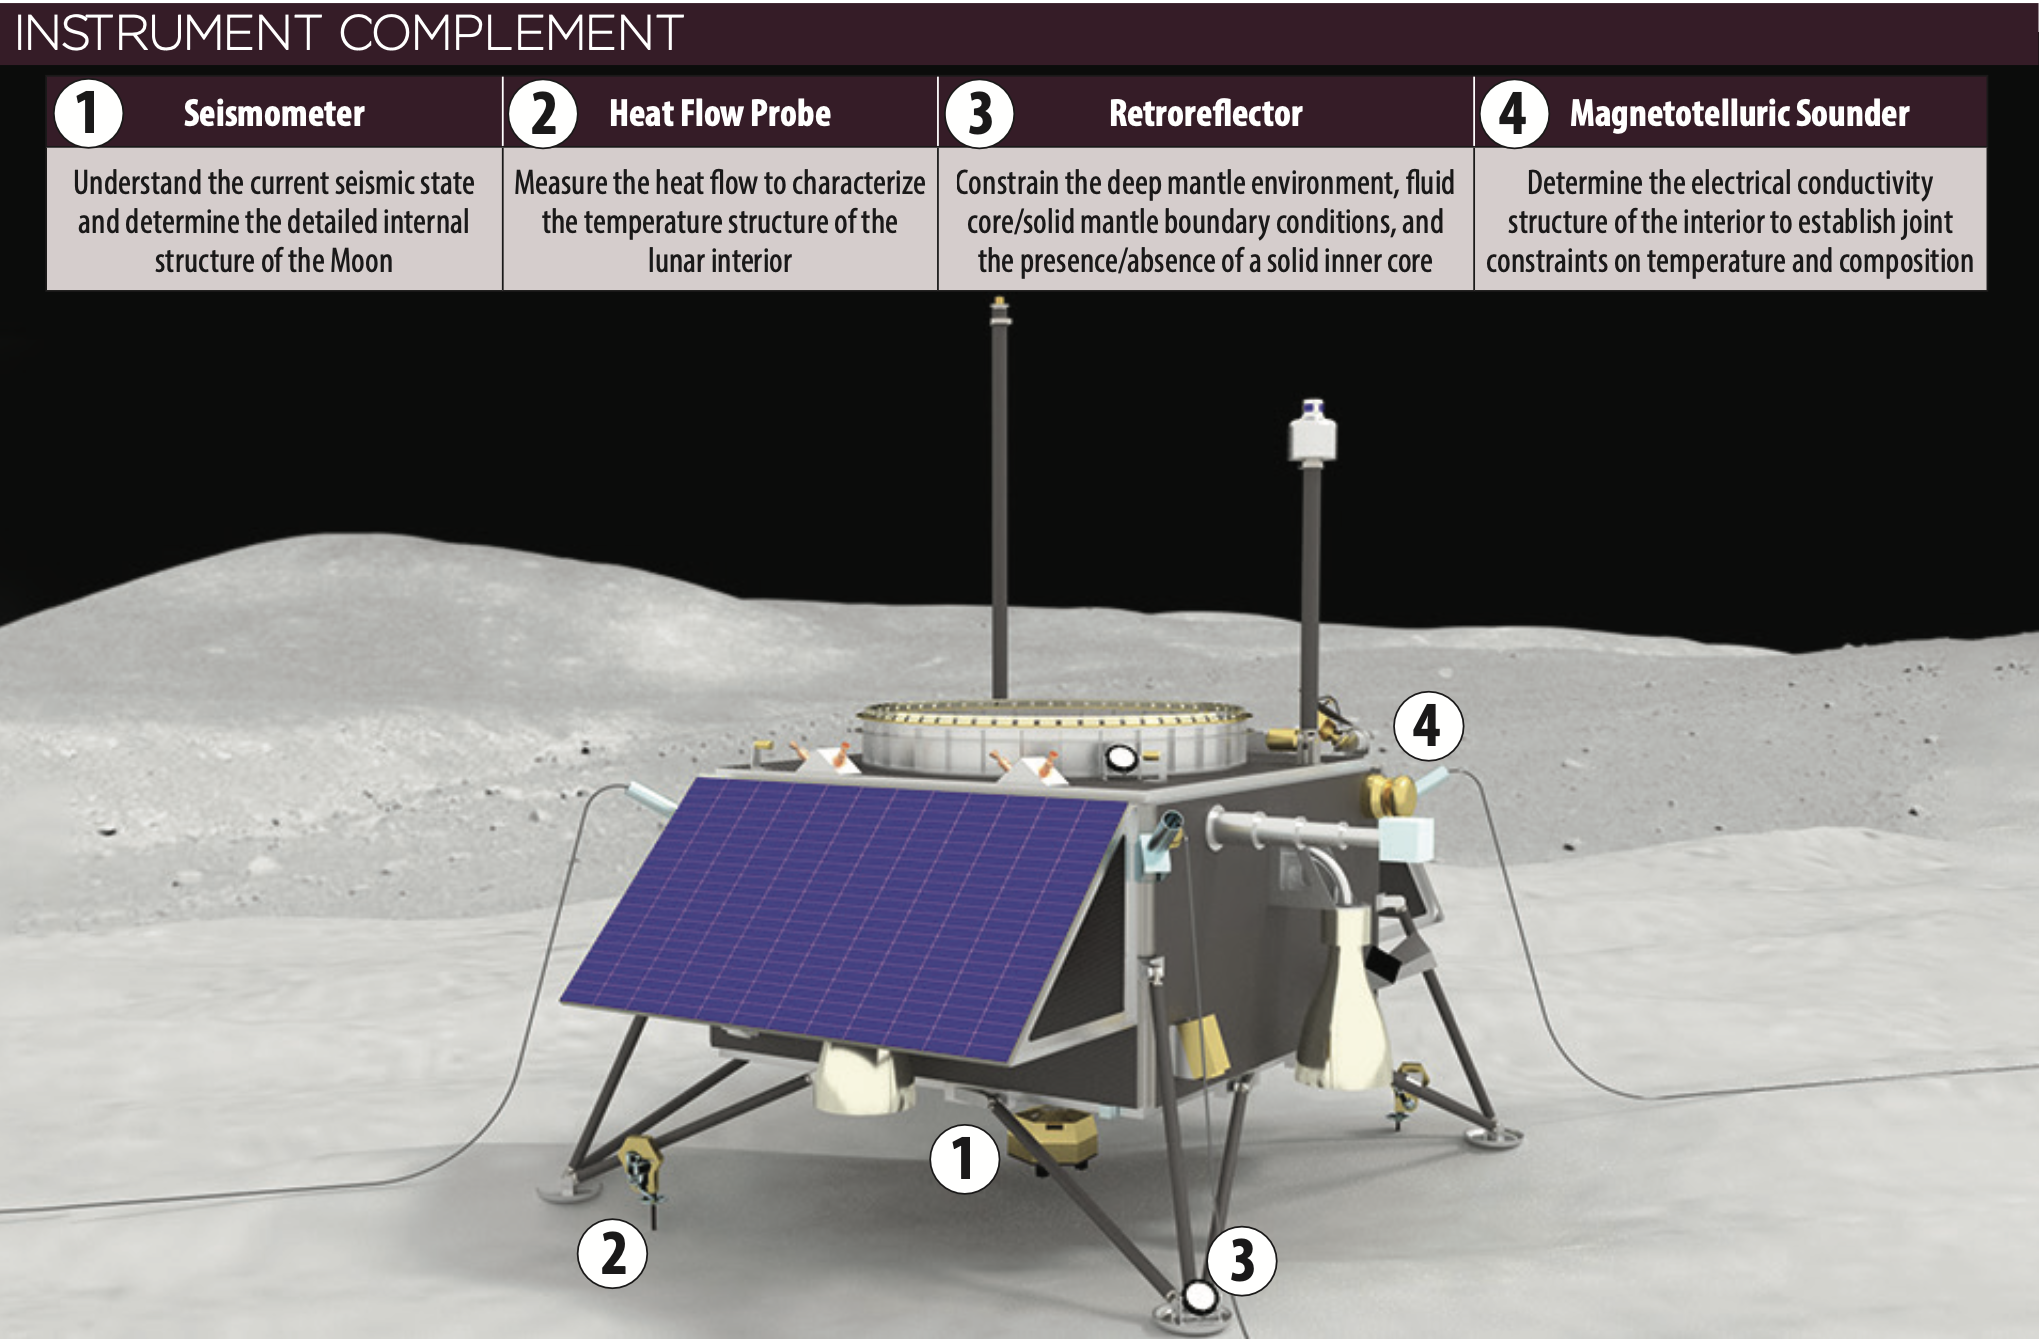 INSTRUMENT COMPLEMENT
1 Seismometer
Understand the current seismic state
and determine the detailed internal
structure of the Moon
2 Heat Flow Probe
Measure the heat flow to characterize
the temperature structure of the
lunar interior
3 Retroreflector
Constrain the deep mantle environment, fluid
core/solid mantle boundary conditions, and
the presence/absence of a solid inner core
4 Magnetotelluric Sounder
Determine the electrical conductivity
structure of the interior to establish joint
constraints on temperature and composition
4
1
2
3